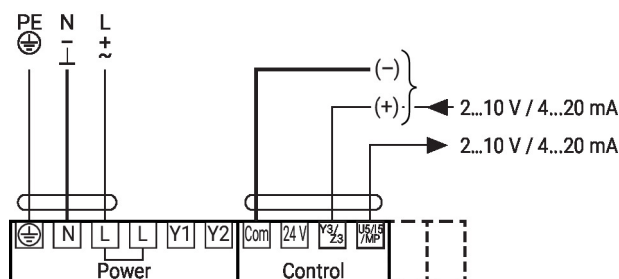 PE N L
– +
⊥ ~
(–)
(+) 2...10 V / 4...20 mA
2...10 V / 4...20 mA
N L L Y1 Y2 Com 24 V Y3/Z3 U5/I5/MP
Power Control